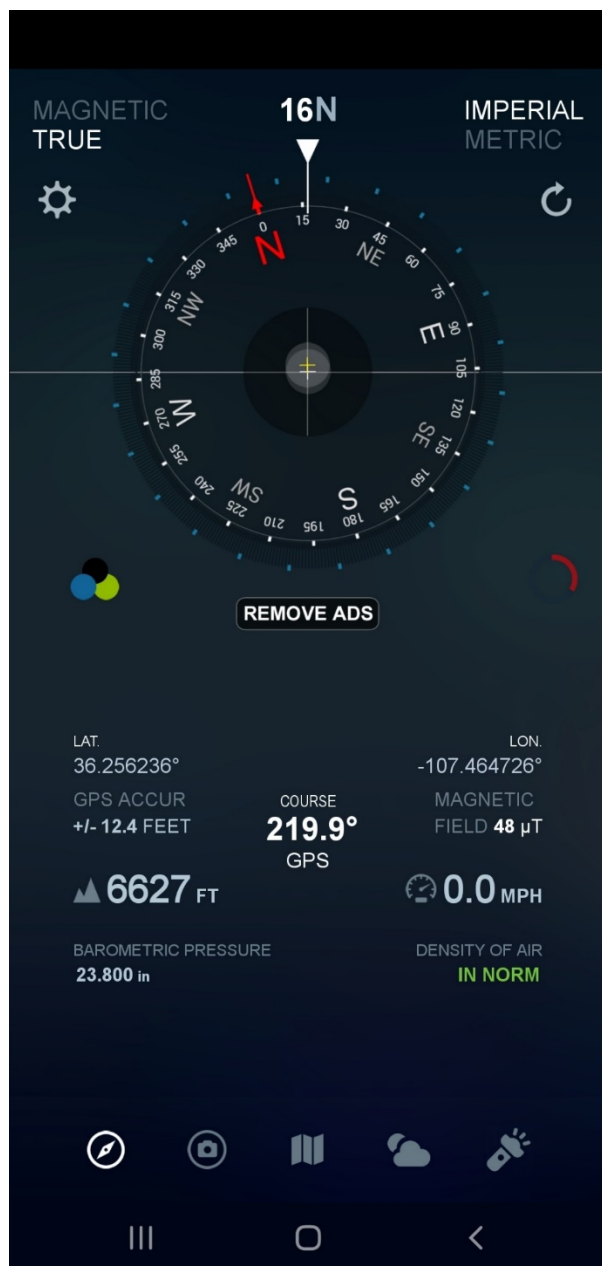 MAGNETIC
TRUE
16N
IMPERIAL
METRIC
0
15
30
45
60
75
90
105
120
135
150
165
180
195
210
225
240
255
270
285
300
315
330
345
N
NE
E
SE
S
SW
W
NW
REMOVE ADS
LAT.
36.256236°
LON.
-107.464726°
GPS ACCUR
+/- 12.4 FEET
COURSE
219.9°
GPS
MAGNETIC
FIELD 48 µT
6627 FT
0.0 MPH
BAROMETRIC PRESSURE
23.800 in
DENSITY OF AIR
IN NORM